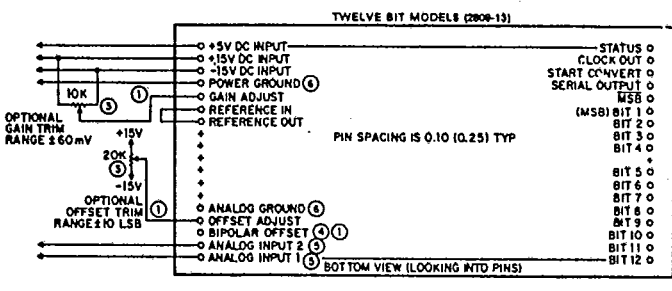 TWELVE BIT MODELS (2809-13)
+5V DC INPUT
+15V DC INPUT
-15V DC INPUT
POWER GROUND ⑥
GAIN ADJUST
REFERENCE IN
REFERENCE OUT
10K
③
①
OPTIONAL
GAIN TRIM
RANGE ±60mV
+15V
20K
③
-15V
OPTIONAL
OFFSET TRIM
RANGE ±10 LSB
①
PIN SPACING IS 0.10 (0.25) TYP
ANALOG GROUND ⑥
OFFSET ADJUST
BIPOLAR OFFSET ④ ①
ANALOG INPUT 2 ⑤
ANALOG INPUT 1 ⑤
BOTTOM VIEW (LOOKING INTO PINS)
STATUS
CLOCK OUT
START CONVERT
SERIAL OUTPUT
MSB
(MSB) BIT 1
BIT 2
BIT 3
BIT 4
BIT 5
BIT 6
BIT 7
BIT 8
BIT 9
BIT 10
BIT 11
BIT 12